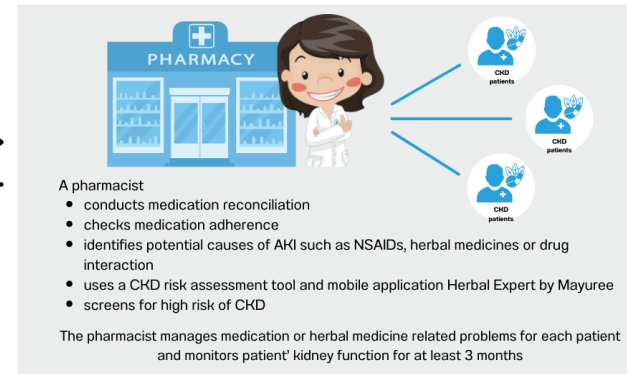 PHARMACY
CKD
patients
CKD
patients
CKD
patients
A pharmacist
• conducts medication reconciliation
• checks medication adherence
• identifies potential causes of AKI such as NSAIDs, herbal medicines or drug
interaction
• uses a CKD risk assessment tool and mobile application Herbal Expert by Mayuree
• screens for high risk of CKD
The pharmacist manages medication or herbal medicine related problems for each patient
and monitors patient' kidney function for at least 3 months